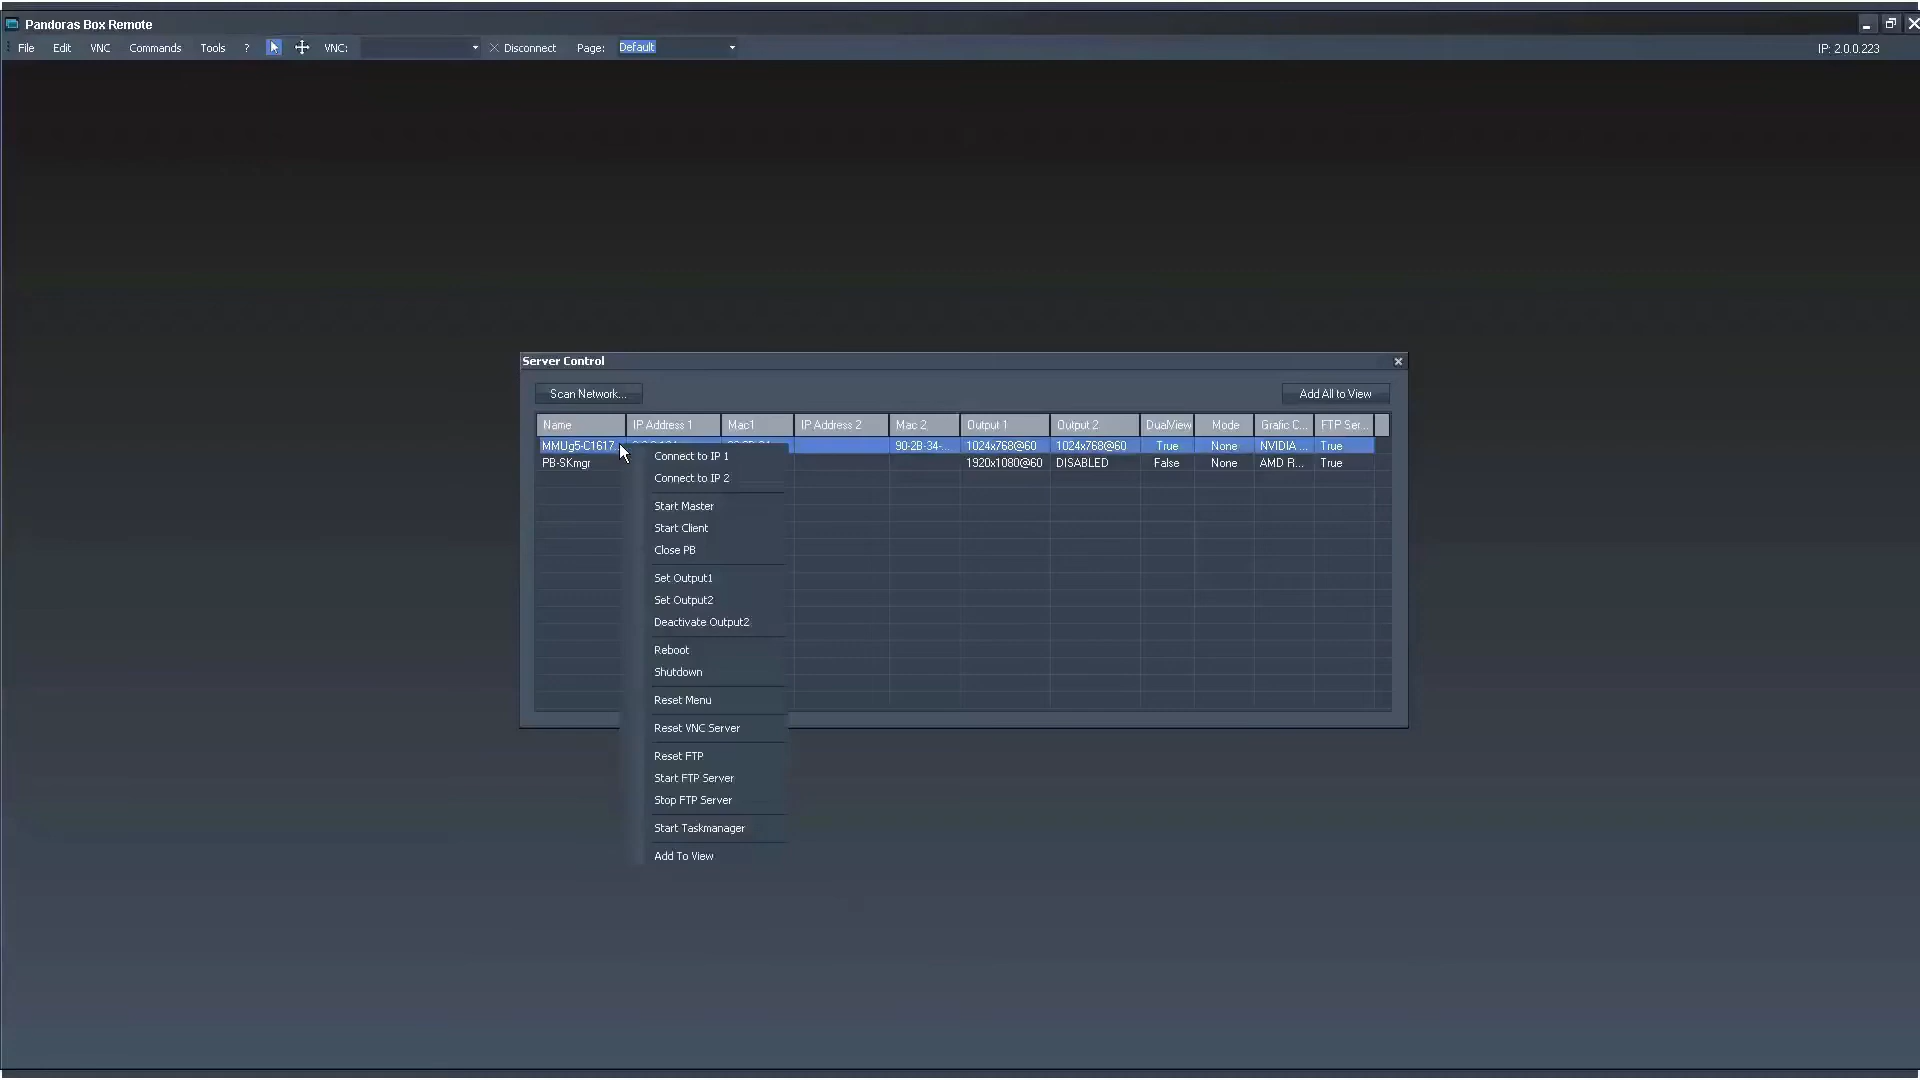 Pandoras Box Remote
File Edit VNC Commands Tools ? VNC: Disconnect Page: Default IP: 2.0.0.223
Server Control
Scan Network... Add All to View
Name IP Address 1 Mac1 IP Address 2 Mac 2 Output 1 Output 2 DualView Mode Grafic C... FTP Ser...
MMUg5-C1617... 90-2B-34-... 1024x768@60 1024x768@60 True None NVIDIA ... True
PB-SKmgr 1920x1080@60 DISABLED False None AMD R... True
Connect to IP 1
Connect to IP 2
Start Master
Start Client
Close PB
Set Output1
Set Output2
Deactivate Output2
Reboot
Shutdown
Reset Menu
Reset VNC Server
Reset FTP
Start FTP Server
Stop FTP Server
Start Taskmanager
Add To View